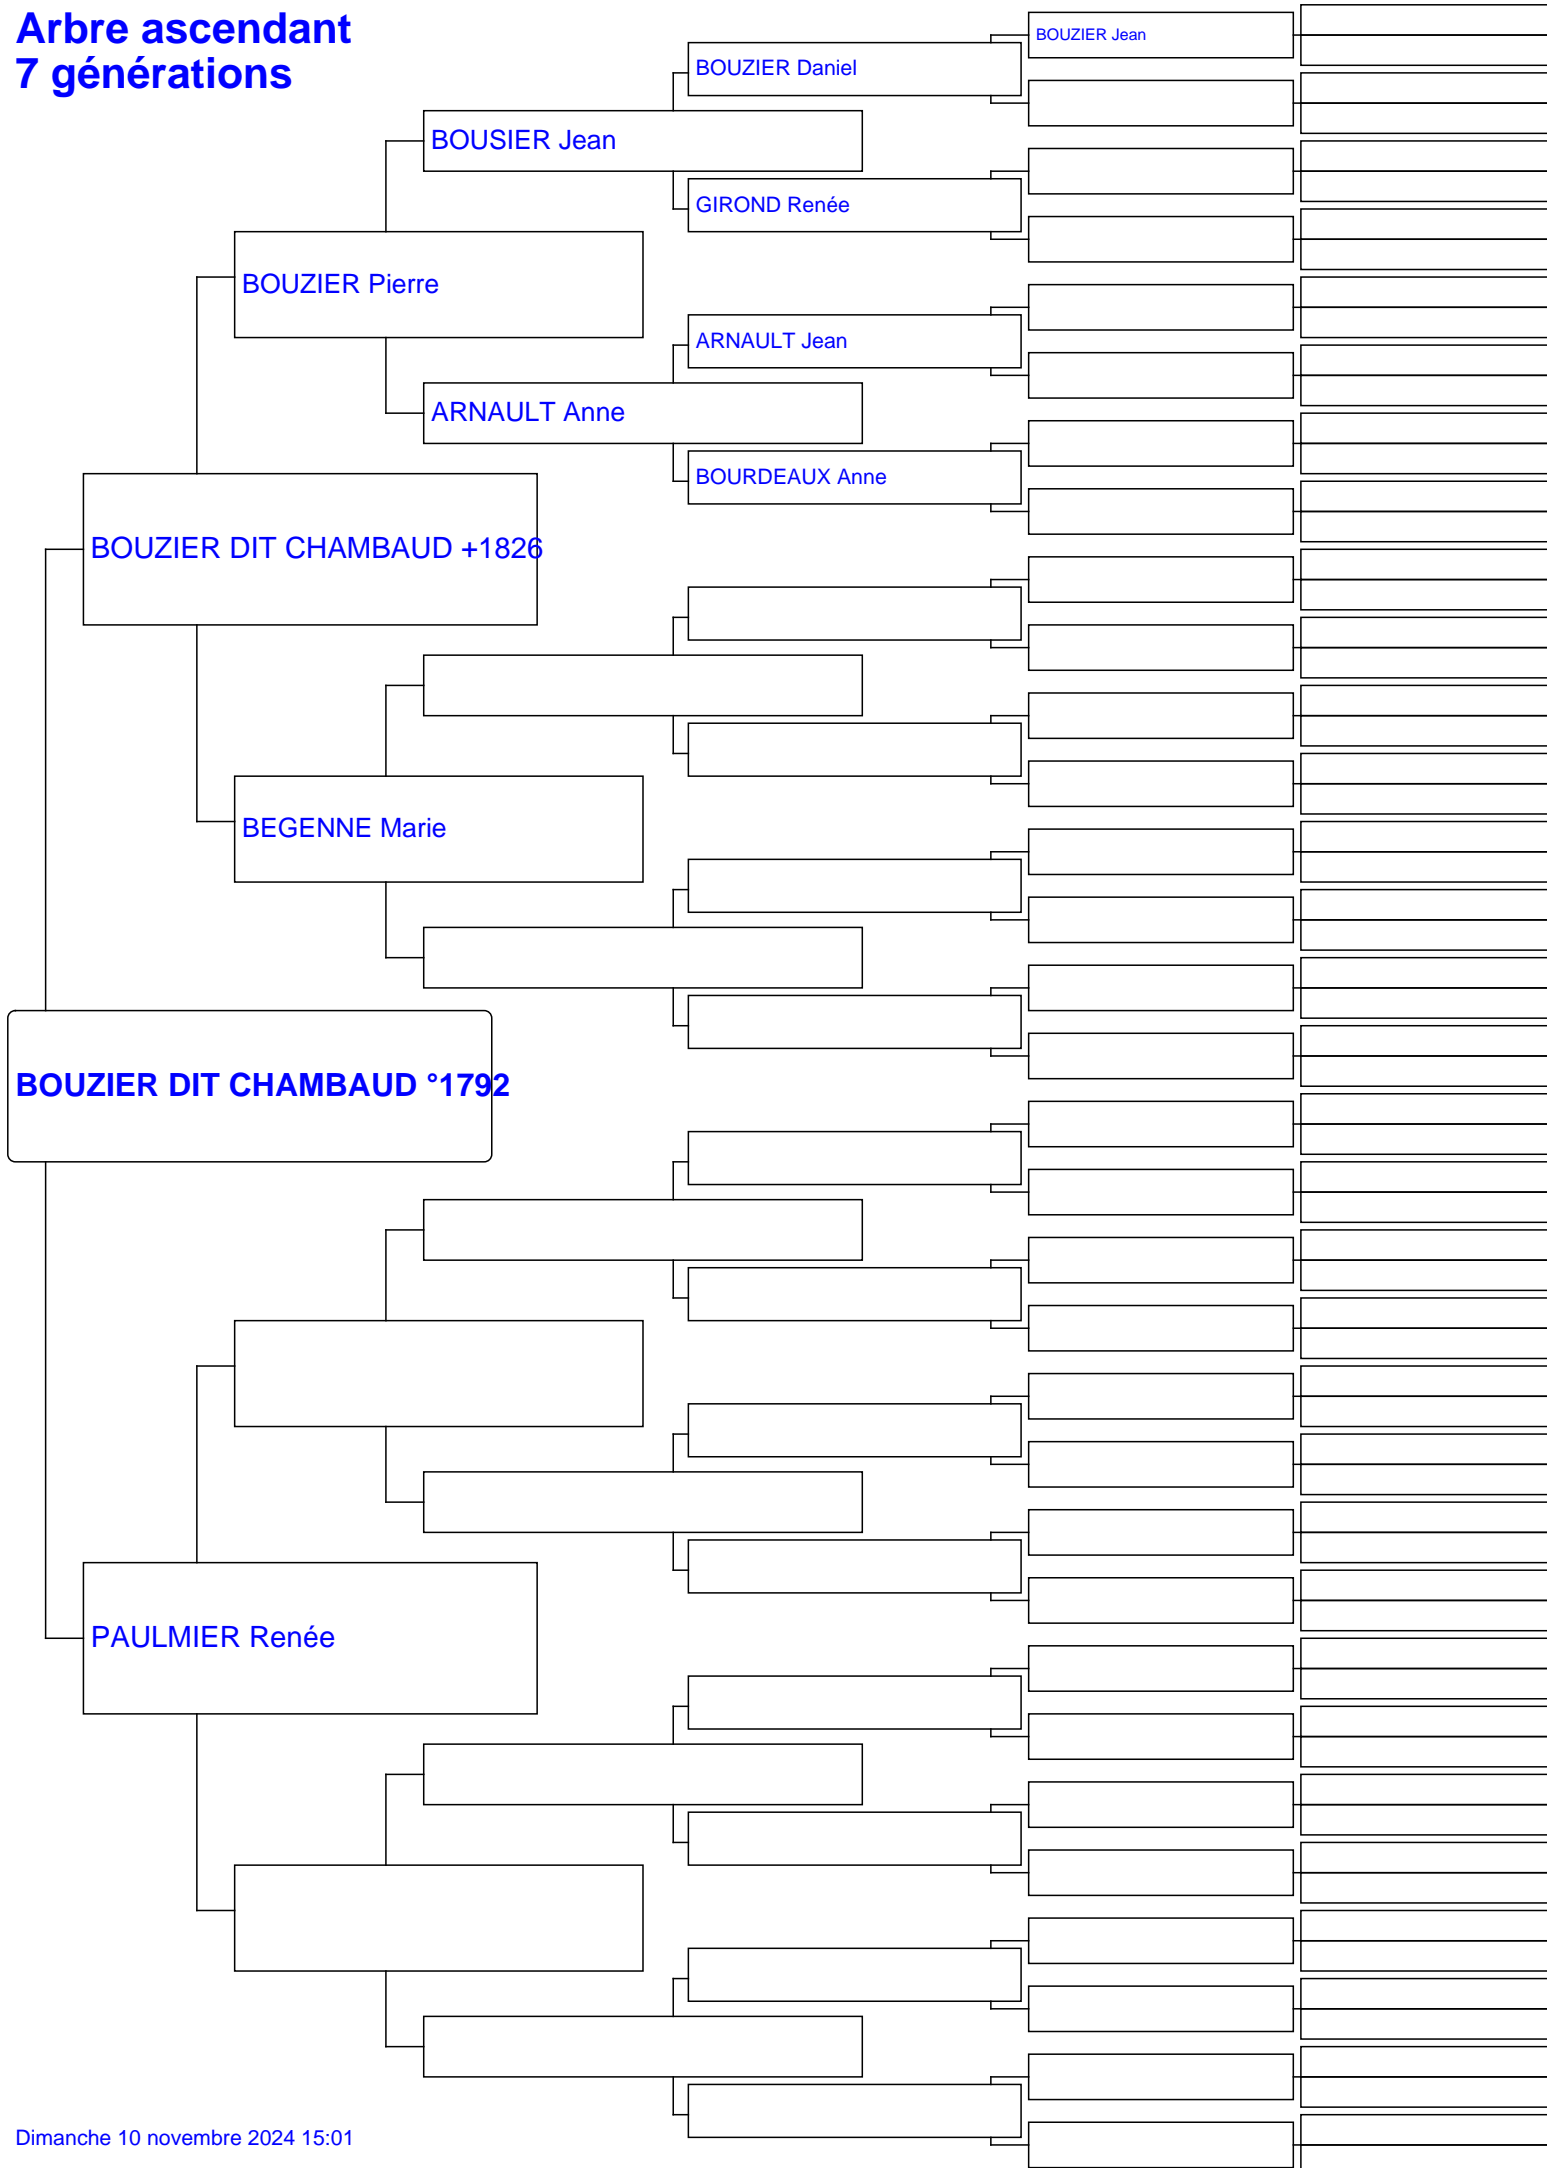 Arbre ascendant
7 générations
BOUZIER Jean
BOUZIER Daniel
BOUSIER Jean
GIROND Renée
BOUZIER Pierre
ARNAULT Jean
ARNAULT Anne
BOURDEAUX Anne
BOUZIER DIT CHAMBAUD +1826
BEGENNE Marie
BOUZIER DIT CHAMBAUD °1792
PAULMIER Renée
Dimanche 10 novembre 2024 15:01